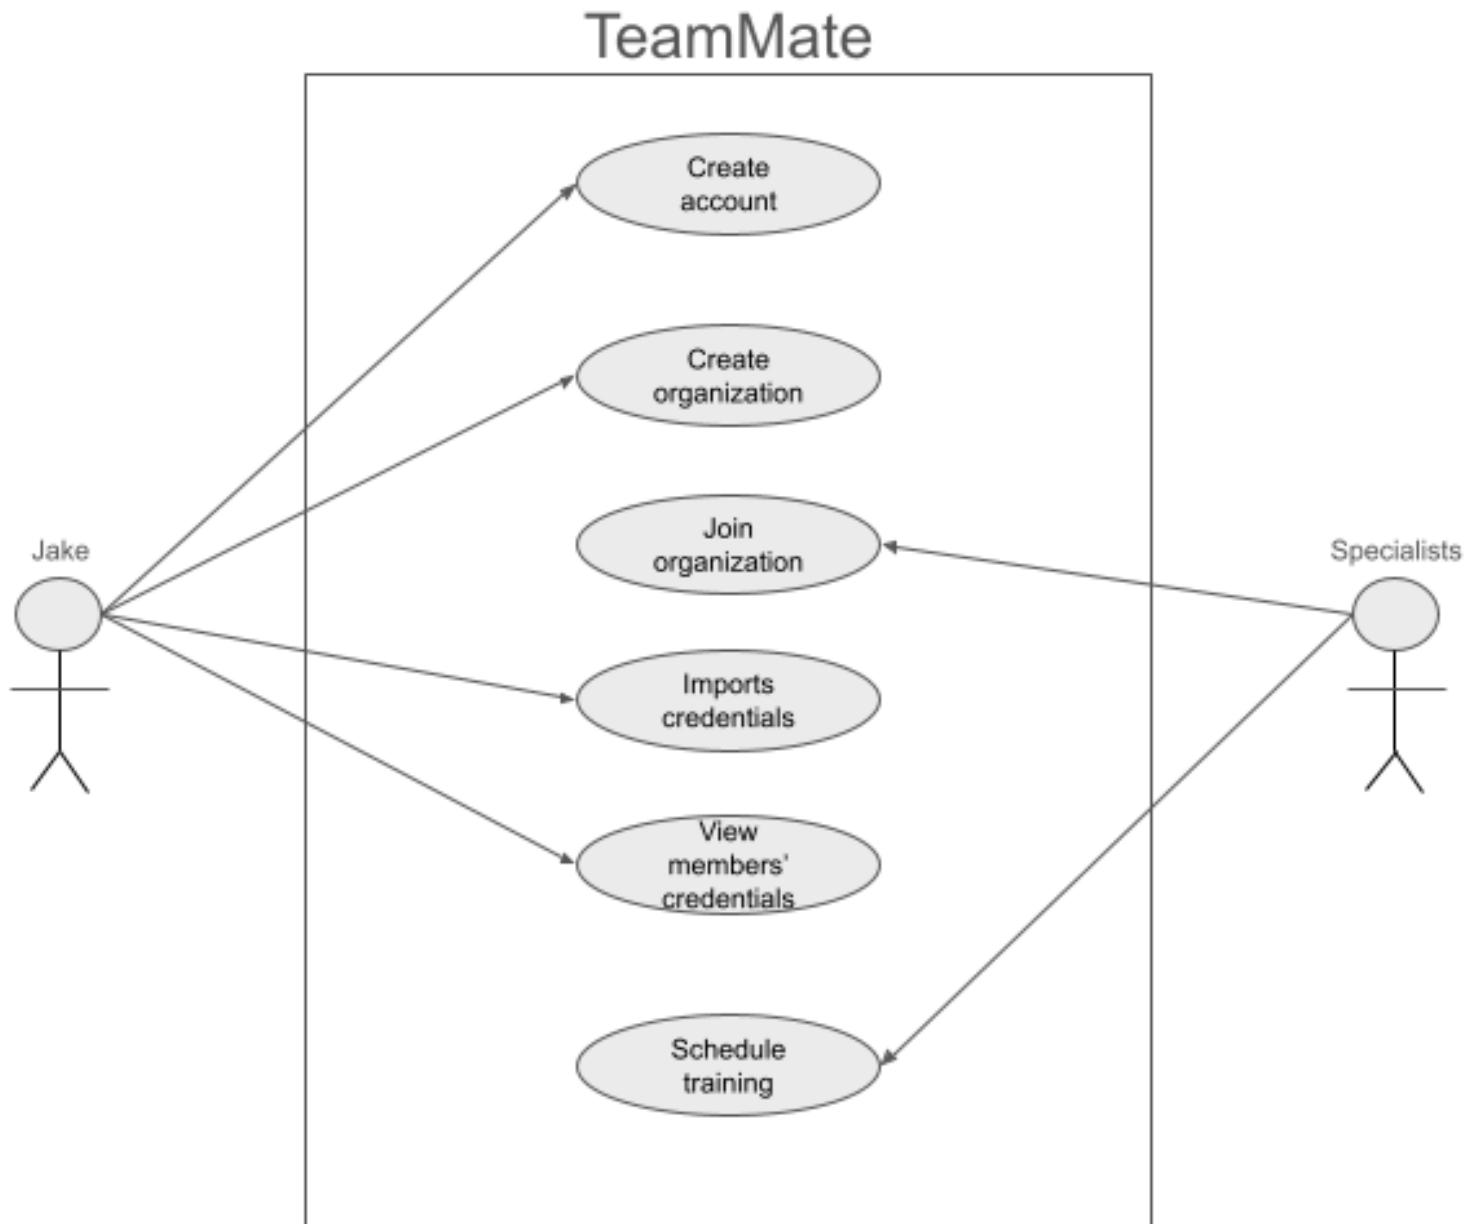 TeamMate
Create
account
Create
organization
Join
organization
Jake
Specialists
Imports
credentials
View
members'
credentials
Schedule
training